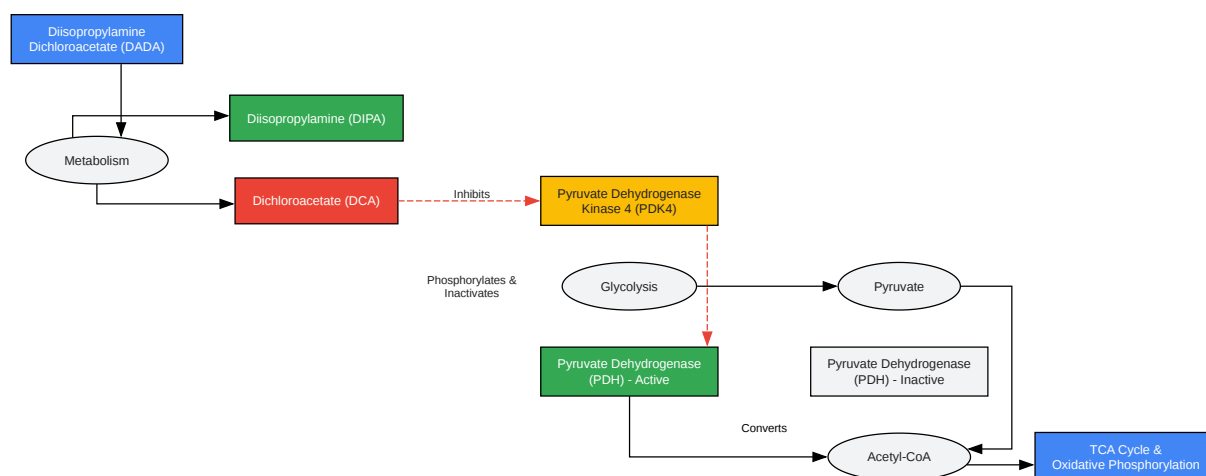 Diisopropylamine
Dichloroacetate (DADA)
Diisopropylamine (DIPA)
Metabolism
Dichloroacetate (DCA)
Inhibits
Pyruvate Dehydrogenase
Kinase 4 (PDK4)
Phosphorylates &
Inactivates
Glycolysis
Pyruvate
Pyruvate Dehydrogenase
(PDH) - Active
Pyruvate Dehydrogenase
(PDH) - Inactive
Converts
Acetyl-CoA
TCA Cycle &
Oxidative Phosphorylation